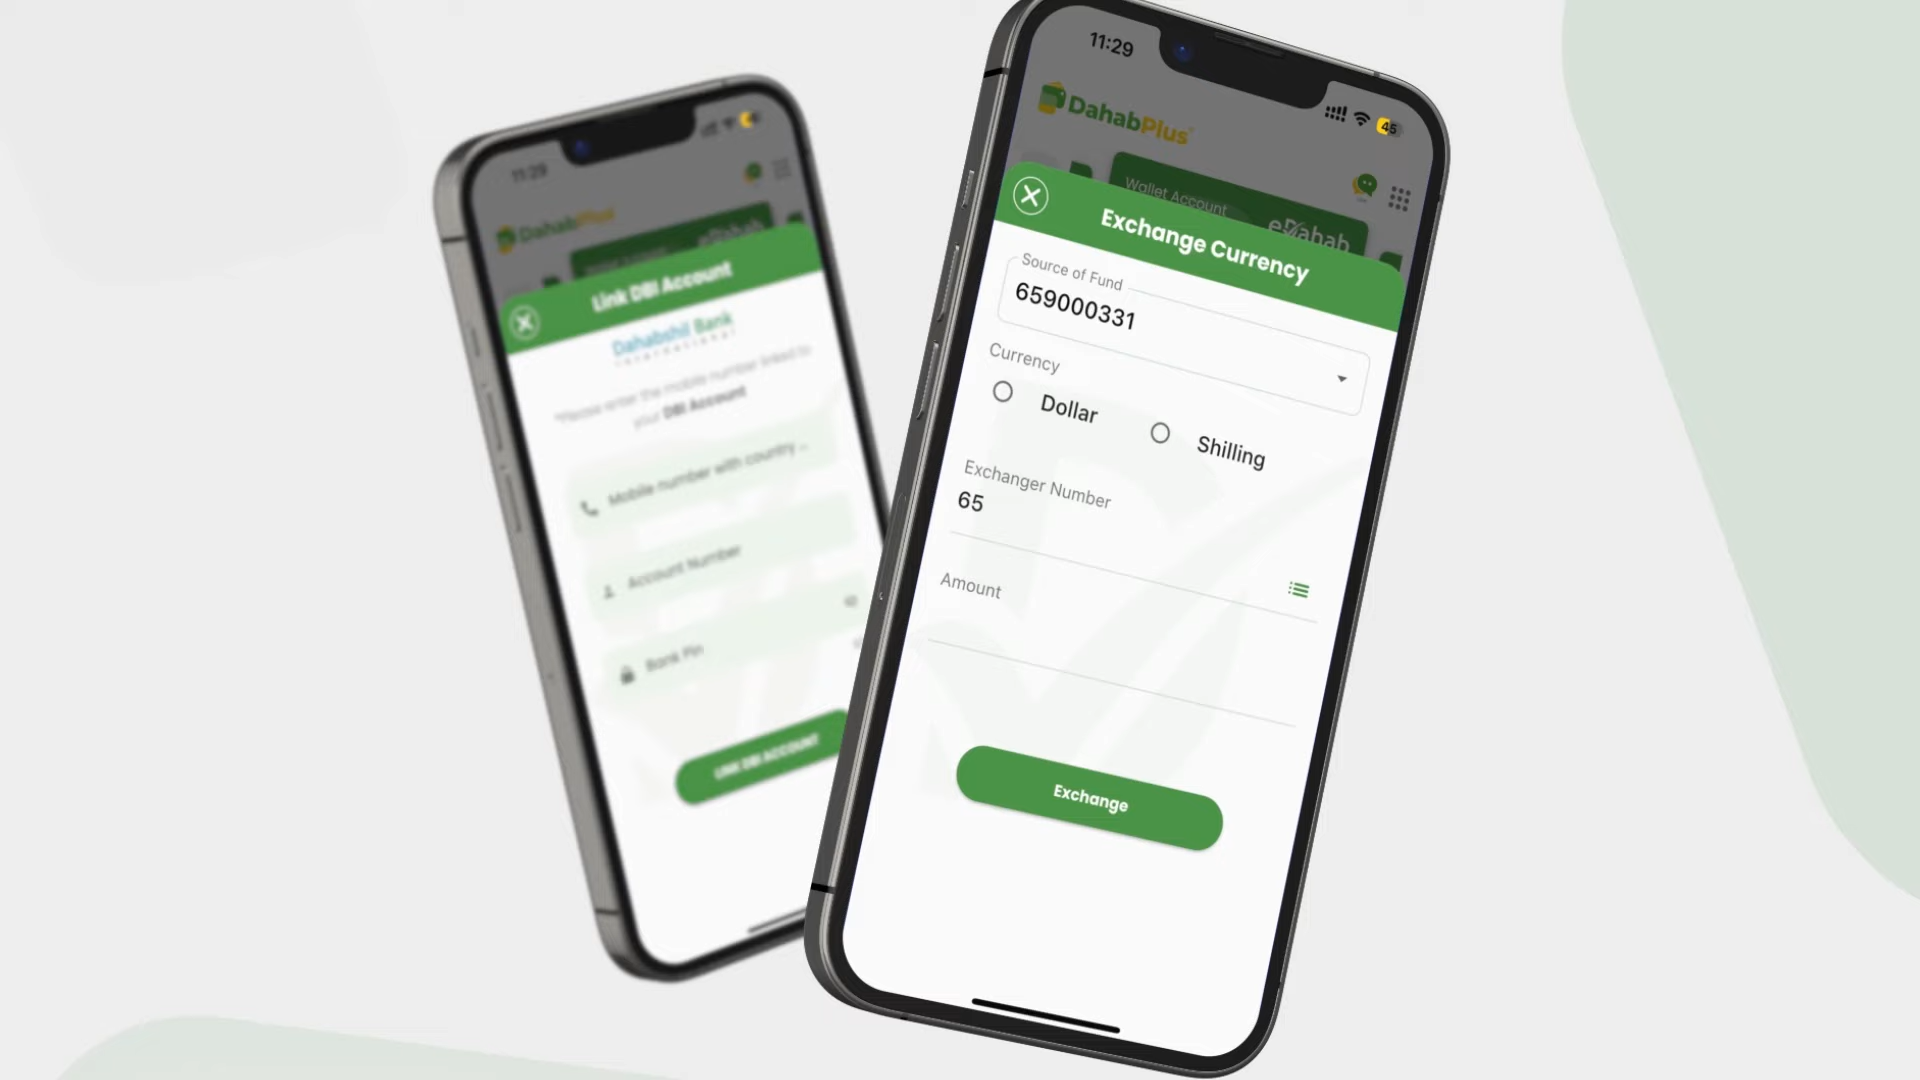 11:29
DahabPlus
Link DBI Account
Dahabshil Bank
International
*Please enter the mobile number linked to
your DBI Account
Mobile number with country ...
Account Number
Bank Pin
LINK DBI ACCOUNT
11:29
45
DahabPlus
Wallet Account
eDahab
Exchange Currency
Source of Fund
659000331
Currency
Dollar
Shilling
Exchanger Number
65
Amount
Exchange